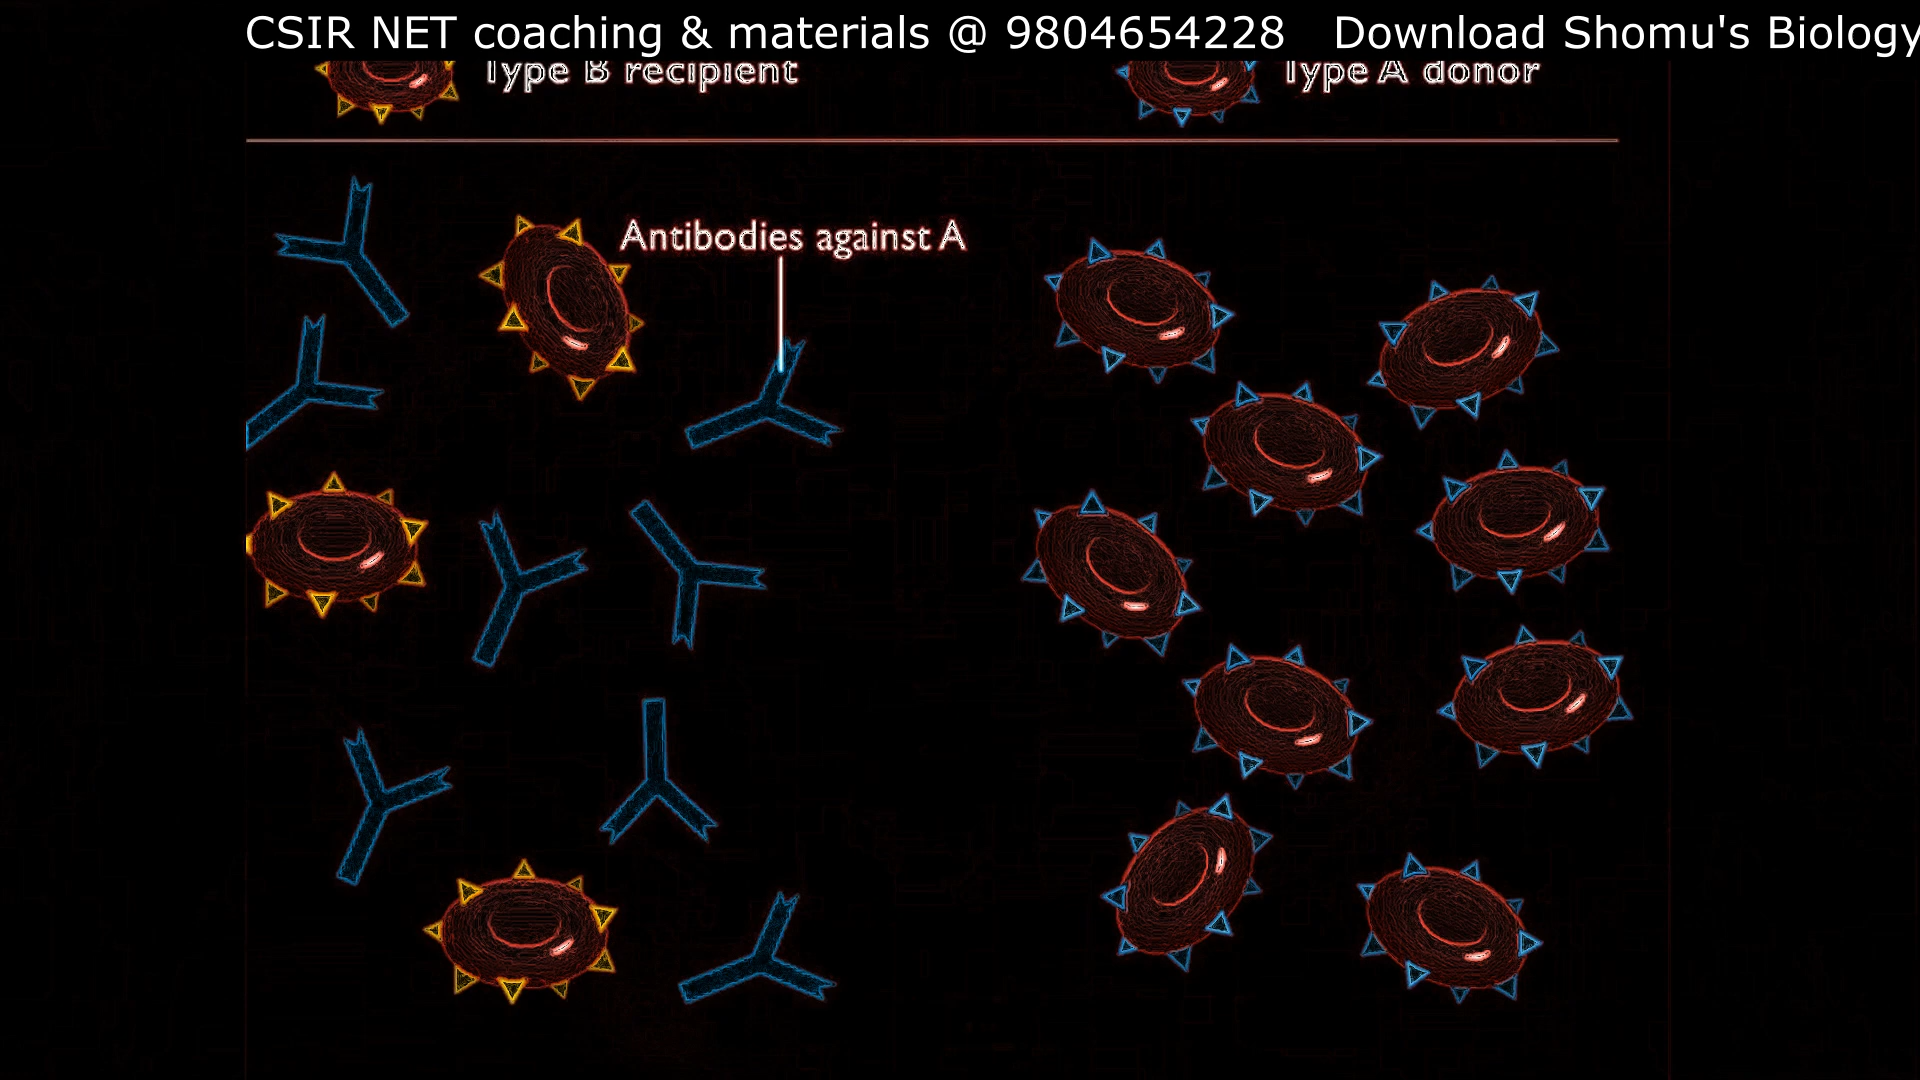 CSIR NET coaching & materials @ 9804654228 Download Shomu's Biology
Type B recipient
Type A donor
Antibodies against A